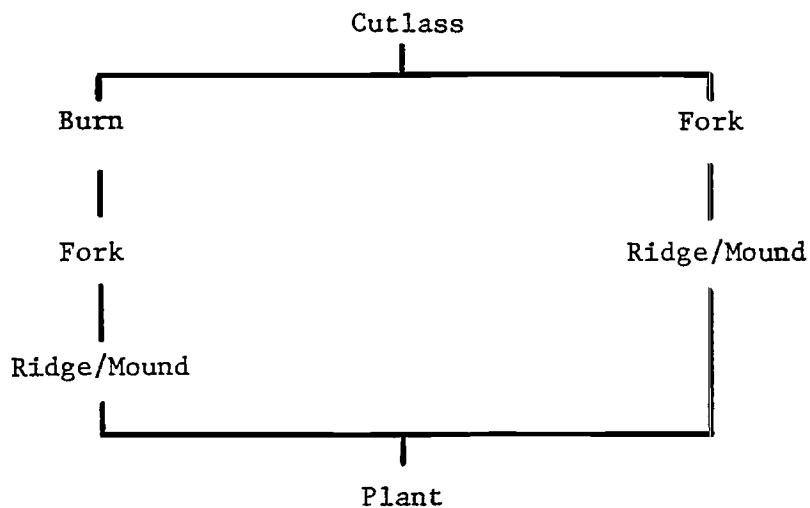 Cutlass
Burn Fork
Fork Ridge/Mound
Ridge/Mound
Plant